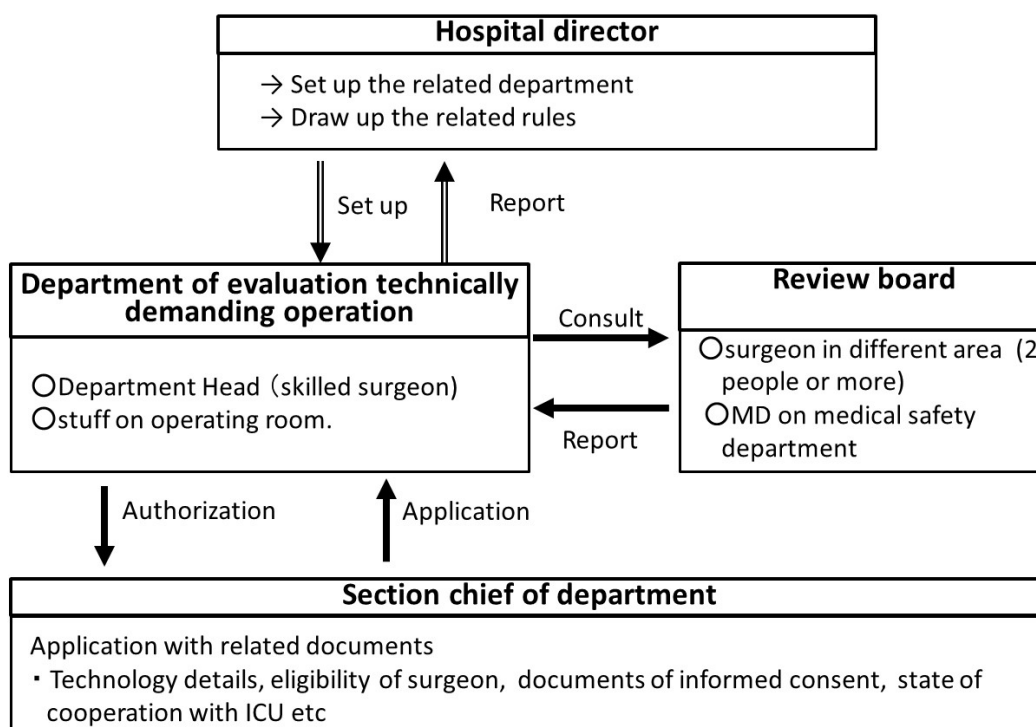 Hospital director
→ Set up the related department
→ Draw up the related rules
Set up
Report
Department of evaluation technically
demanding operation
○Department Head（skilled surgeon)
○stuff on operating room.
Consult
Report
Review board
○surgeon in different area (2
people or more)
○MD on medical safety
department
Authorization
Application
Section chief of department
Application with related documents
・Technology details, eligibility of surgeon, documents of informed consent, state of
cooperation with ICU etc